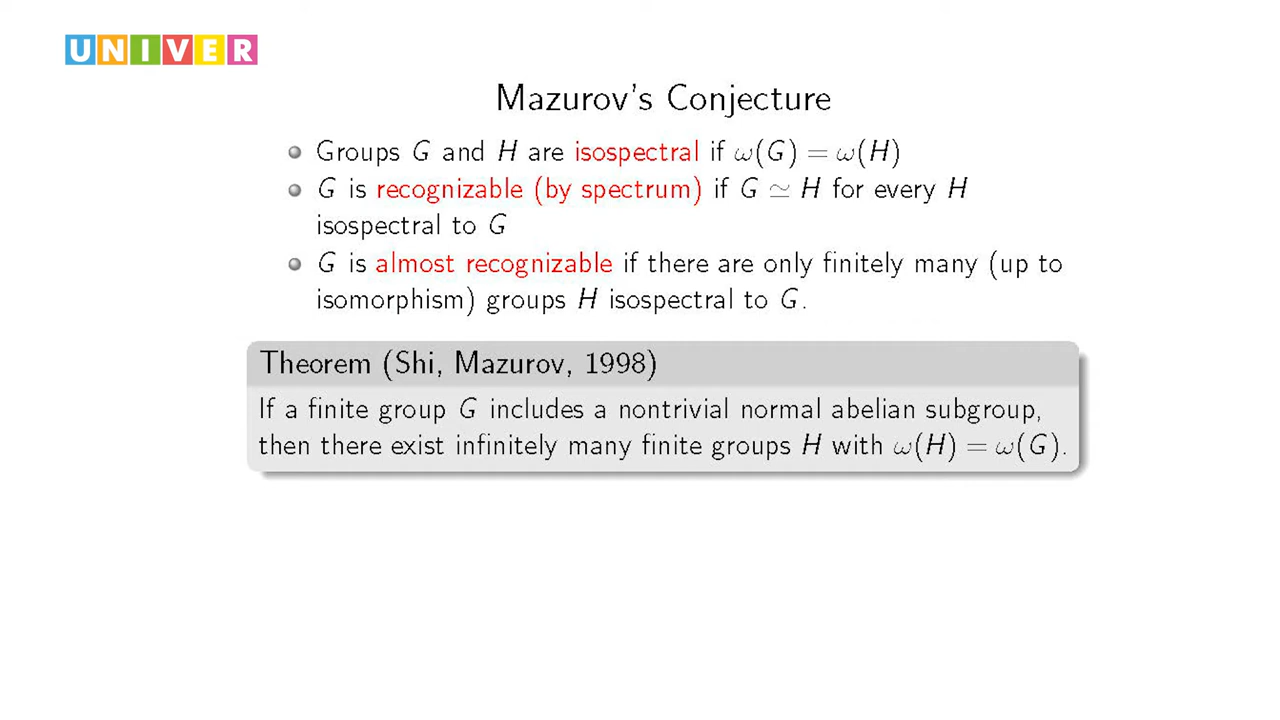 UNIVER
Mazurov's Conjecture
Groups G and H are isospectral if ω(G) = ω(H)
G is recognizable (by spectrum) if G ≃ H for every H
isospectral to G
G is almost recognizable if there are only finitely many (up to
isomorphism) groups H isospectral to G.
Theorem (Shi, Mazurov, 1998)
If a finite group G includes a nontrivial normal abelian subgroup,
then there exist infinitely many finite groups H with ω(H) = ω(G).